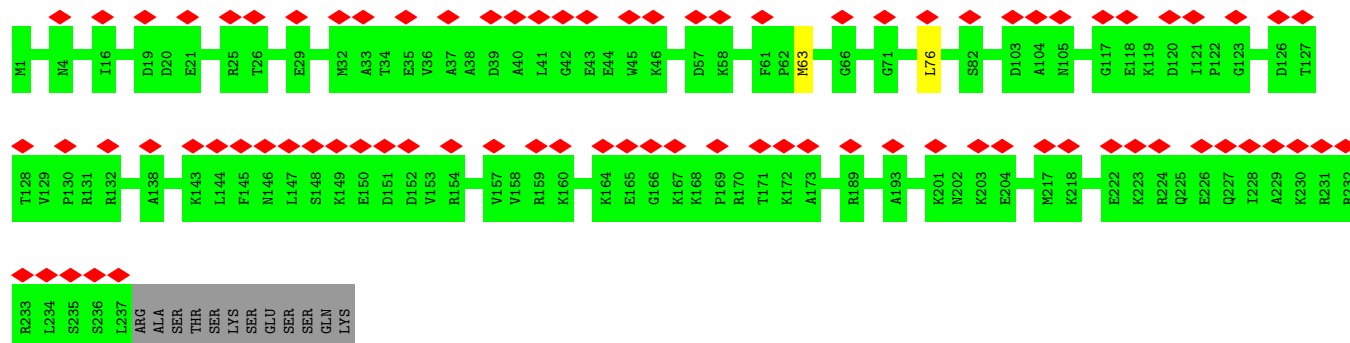 M1 N4 I16 D19 D20 E21 R25 T26 E29 M32 A33 T34 E35 V36 A37 A38 D39 A40 L41 G42 E43 E44 W45 K46 D57 K58 F61 P62 M63 G66 G71 L76 S82 D103 A104 N105 G117 E118 K119 D120 I121 P122 G123 D126 T127
T128 V129 P130 R131 R132 A138 K143 L144 F145 N146 L147 S148 K149 E150 D151 D152 V153 R154 V157 V158 R159 K160 K164 E165 G166 K167 K168 P169 R170 T171 K172 A173 R189 A193 K201 N202 K203 E204 M217 K218 E222 K223 R224 Q225 E226 Q227 I228 A229 K230 R231 R232
R233 L234 S235 S236 L237 ARG ALA SER THR SER LYS SER GLU SER SER GLN LYS